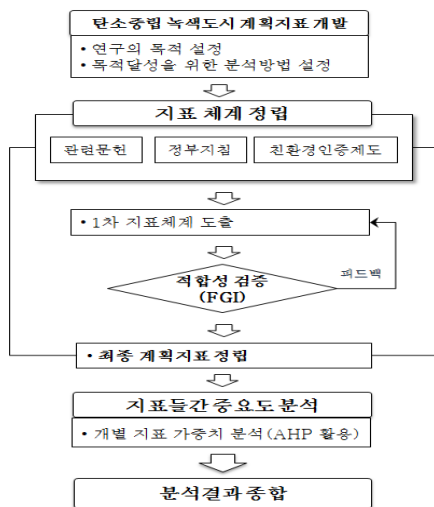 탄소중립 녹색도시 계획지표 개발
• 연구의 목적 설정
• 목적달성을 위한 분석방법 설정
지표 체계 정립
관련문헌
정부지침
친환경인증제도
• 1차 지표체계 도출
적합성 검증
(FGI)
피드백
• 최종 계획지표 정립
지표들간 중요도 분석
• 개별 지표 가중치 분석(AHP 활용)
분석결과 종합